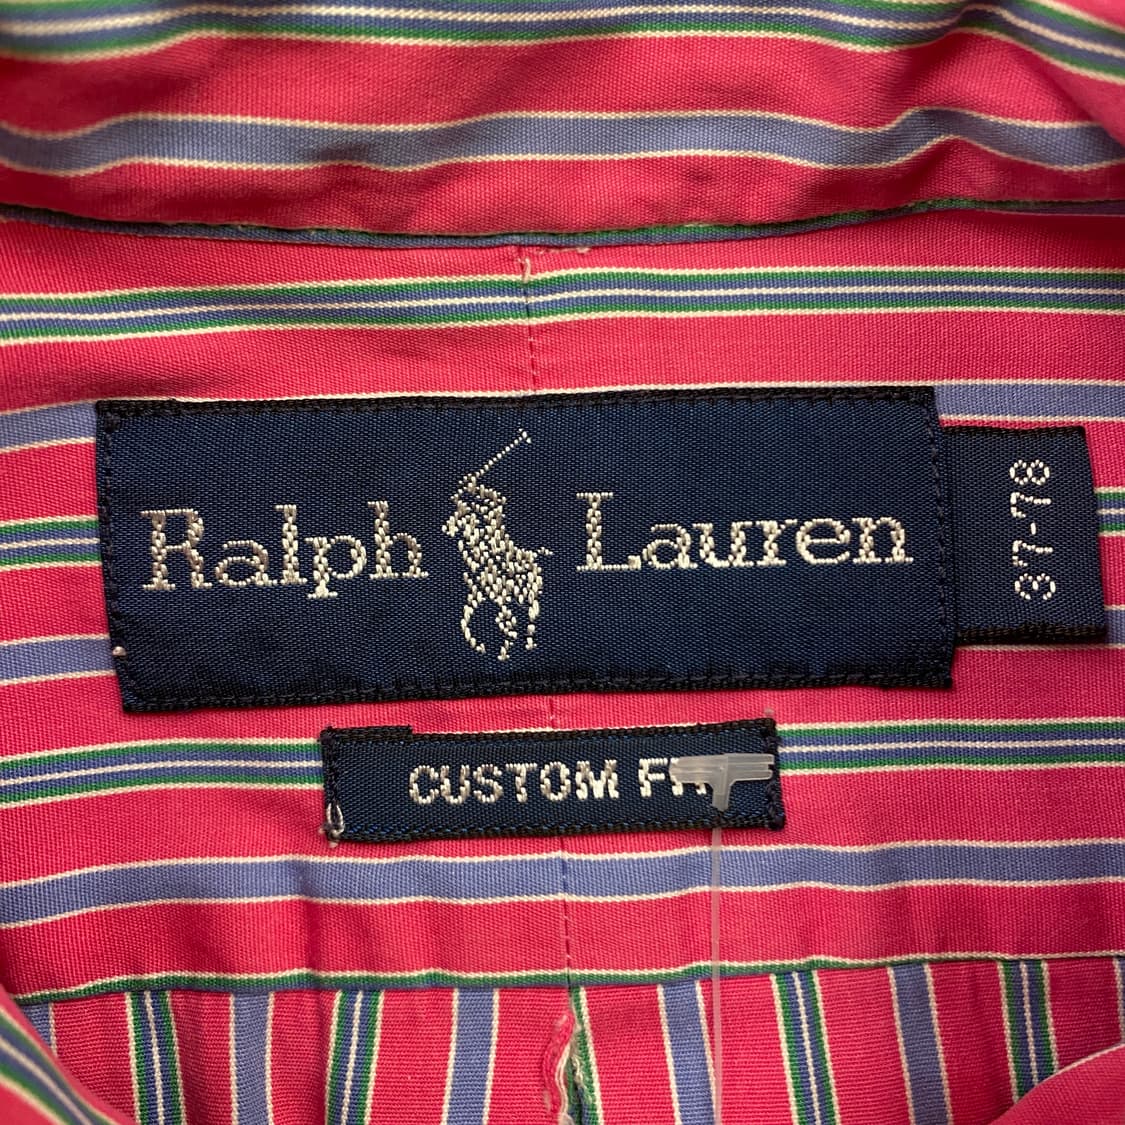 Ralph Lauren
37-78
CUSTOM